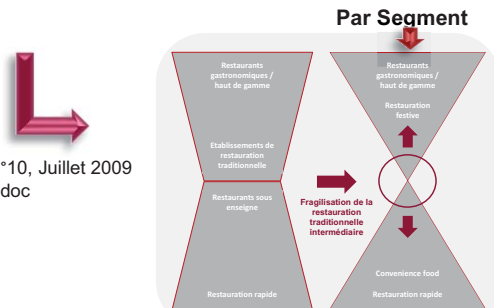 Par Segment
Restaurants
gastronomiques /
haut de gamme
Etablissements de
restauration
traditionnelle
Restaurants sous
enseigne
Restauration rapide
Fragilisation de la
restauration
traditionnelle
intermédiaire
Restaurants
gastronomiques /
haut de gamme
Restauration
festive
Convenience food
Restauration rapide
°10, Juillet 2009
doc